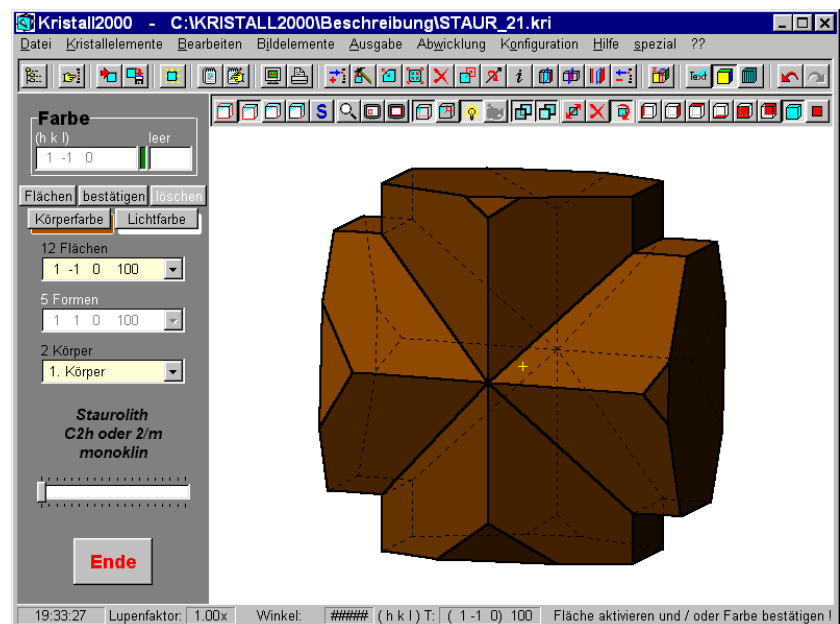 Kristall2000 - C:\KRISTALL2000\Beschreibung\STAUR_21.kri
Datei Kristallelemente Bearbeiten Bildelemente Ausgabe Abwicklung Konfiguration Hilfe spezial ??
Text
S
Farbe
(h k l) leer
1 -1 0
Flächen bestätigen löschen
Körperfarbe Lichtfarbe
12 Flächen
1 -1 0 100
5 Formen
1 1 0 100
2 Körper
1. Körper
Staurolith
C2h oder 2/m
monoklin
Ende
19:33:27 Lupenfaktor: 1.00x Winkel: ##### ( h k l ) T: ( 1 -1 0) 100 Fläche aktivieren und / oder Farbe bestätigen !